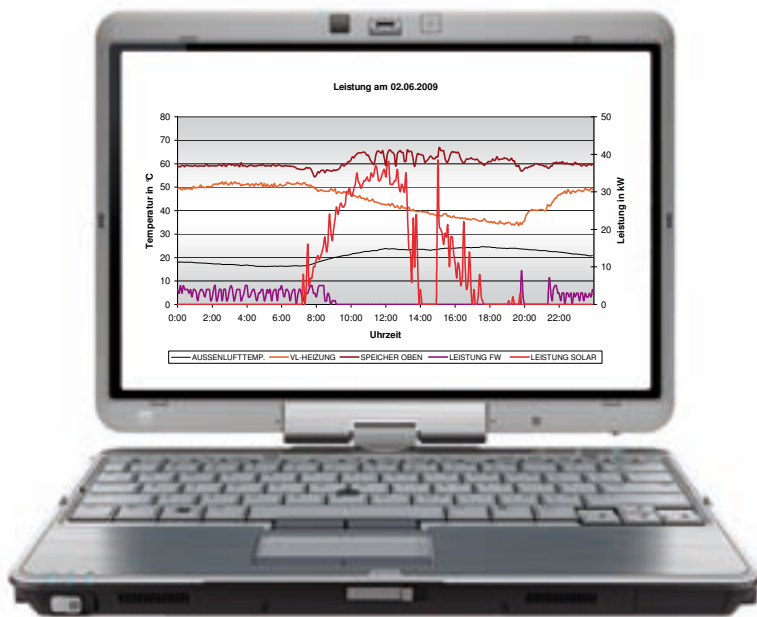 Leistung am 02.06.2009
80
70
60
50
40
30
20
10
0
Temperatur in °C
50
40
30
20
10
0
Leistung in kW
0:00 2:00 4:00 6:00 8:00 10:00 12:00 14:00 16:00 18:00 20:00 22:00
Uhrzeit
AUSSENLUFTTEMP. VL-HEIZUNG SPEICHER OBEN LEISTUNG FW LEISTUNG SOLAR